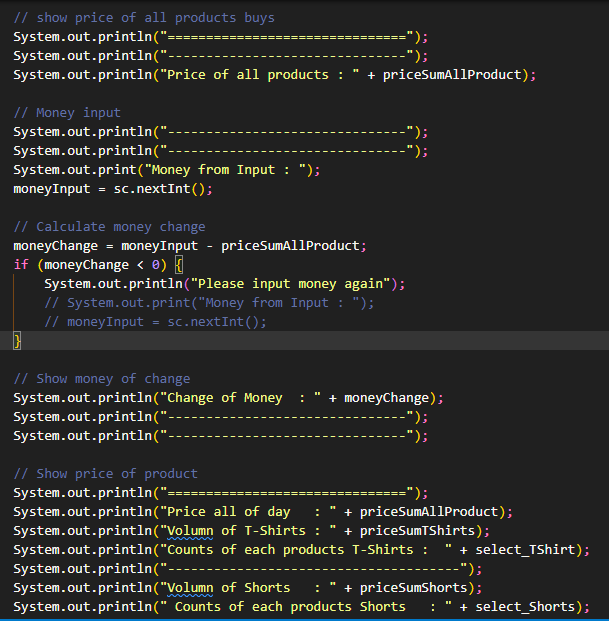 // show price of all products buys
System.out.println("===============================");
System.out.println("-------------------------------");
System.out.println("Price of all products : " + priceSumAllProduct);
// Money input
System.out.println("-------------------------------");
System.out.println("-------------------------------");
System.out.print("Money from Input : ");
moneyInput = sc.nextInt();
// Calculate money change
moneyChange = moneyInput - priceSumAllProduct;
if (moneyChange < 0) {
    System.out.println("Please input money again");
    // System.out.print("Money from Input : ");
    // moneyInput = sc.nextInt();
}
// Show money of change
System.out.println("Change of Money  : " + moneyChange);
System.out.println("-------------------------------");
System.out.println("-------------------------------");
// Show price of product
System.out.println("===============================");
System.out.println("Price all of day   : " + priceSumAllProduct);
System.out.println("Volumn of T-Shirts : " + priceSumTShirts);
System.out.println("Counts of each products T-Shirts :  " + select_TShirt);
System.out.println("--------------------------------------");
System.out.println("Volumn of Shorts   : " + priceSumShorts);
System.out.println(" Counts of each products Shorts   : " + select_Shorts);